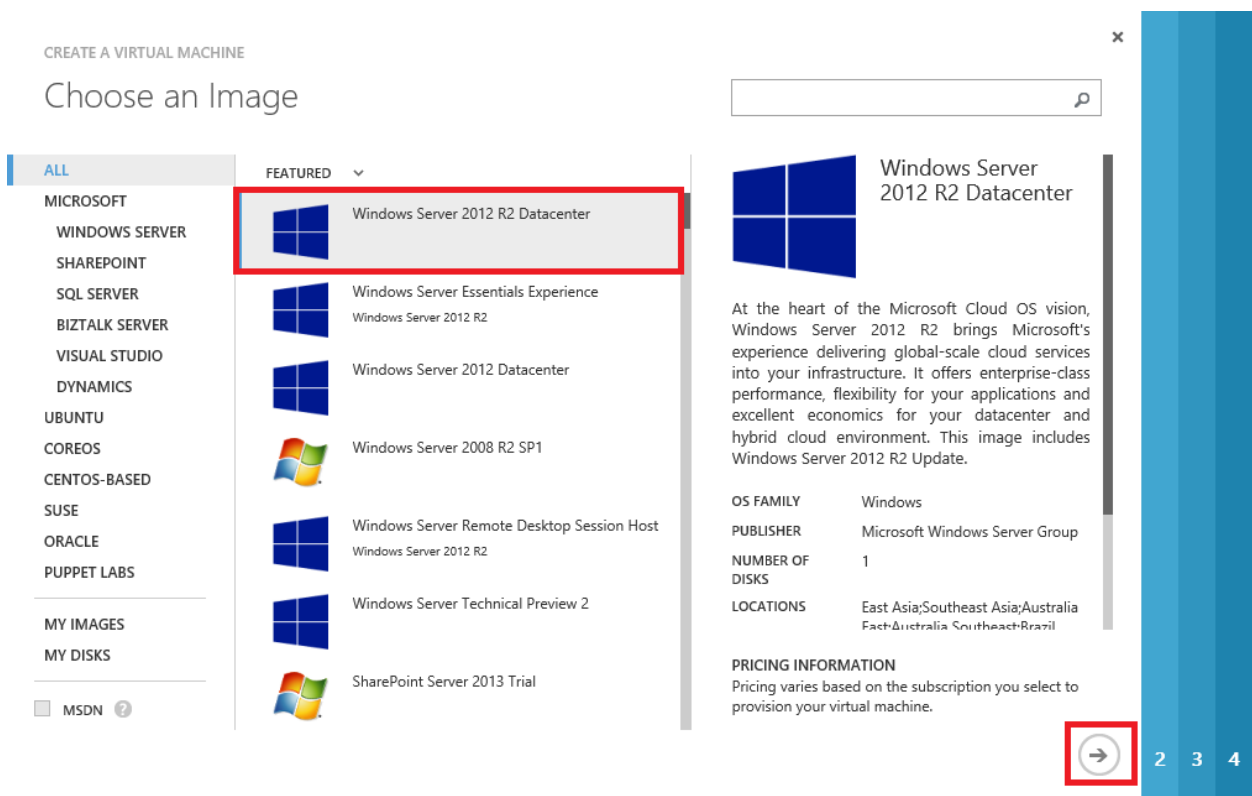 CREATE A VIRTUAL MACHINE
Choose an Image
ALL
MICROSOFT
WINDOWS SERVER
SHAREPOINT
SQL SERVER
BIZTALK SERVER
VISUAL STUDIO
DYNAMICS
UBUNTU
COREOS
CENTOS-BASED
SUSE
ORACLE
PUPPET LABS
MY IMAGES
MY DISKS
MSDN ?
FEATURED
Windows Server 2012 R2 Datacenter
Windows Server Essentials Experience
Windows Server 2012 R2
Windows Server 2012 Datacenter
Windows Server 2008 R2 SP1
Windows Server Remote Desktop Session Host
Windows Server 2012 R2
Windows Server Technical Preview 2
SharePoint Server 2013 Trial
Windows Server
2012 R2 Datacenter
At the heart of the Microsoft Cloud OS vision,
Windows Server 2012 R2 brings Microsoft's
experience delivering global-scale cloud services
into your infrastructure. It offers enterprise-class
performance, flexibility for your applications and
excellent economics for your datacenter and
hybrid cloud environment. This image includes
Windows Server 2012 R2 Update.
OS FAMILY Windows
PUBLISHER Microsoft Windows Server Group
NUMBER OF 1
DISKS
LOCATIONS East Asia;Southeast Asia;Australia
East;Australia Southeast;Brazil
PRICING INFORMATION
Pricing varies based on the subscription you select to
provision your virtual machine.
2 3 4